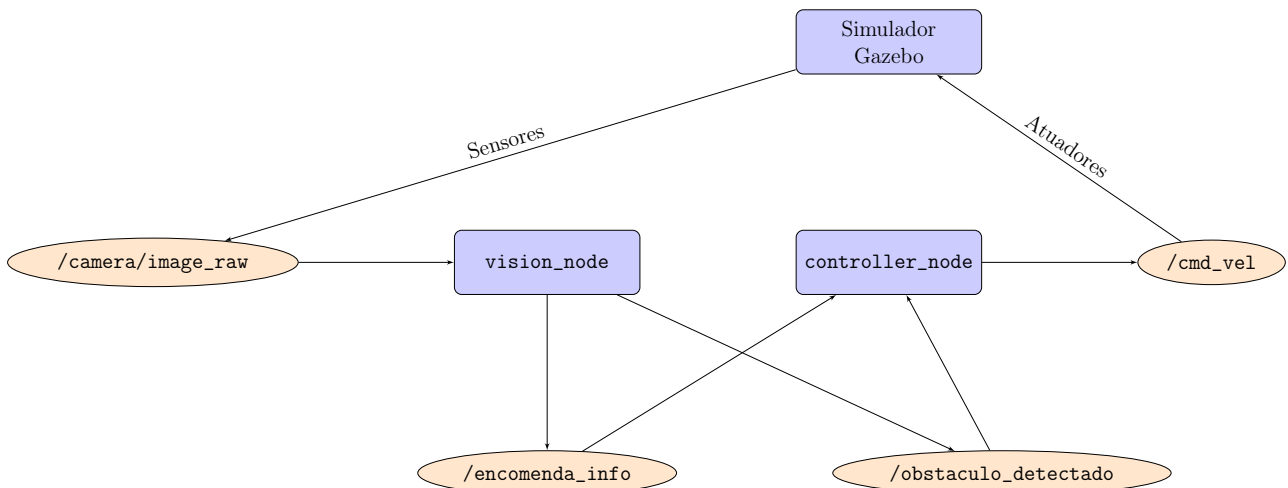 Simulador
Gazebo
Sensores
Atuadores
/camera/image_raw
vision_node
controller_node
/cmd_vel
/encomenda_info
/obstaculo_detectado